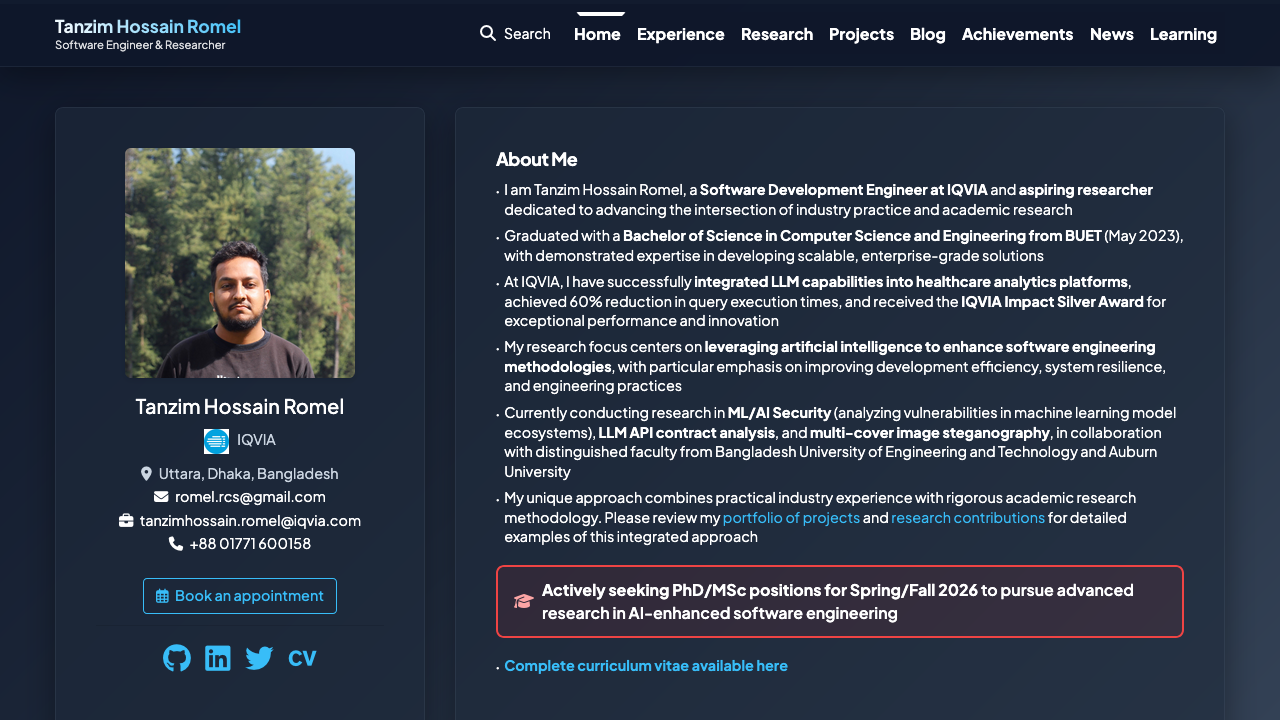 Tanzim Hossain Romel
Software Engineer & Researcher
Search
Home
Experience
Research
Projects
Blog
Achievements
News
Learning
Tanzim Hossain Romel
IQVIA
Uttara, Dhaka, Bangladesh
romel.rcs@gmail.com
tanzimhossain.romel@iqvia.com
+88 01771 600158
Book an appointment
CV
About Me
• I am Tanzim Hossain Romel, a Software Development Engineer at IQVIA and aspiring researcher
dedicated to advancing the intersection of industry practice and academic research
• Graduated with a Bachelor of Science in Computer Science and Engineering from BUET (May 2023),
with demonstrated expertise in developing scalable, enterprise-grade solutions
• At IQVIA, I have successfully integrated LLM capabilities into healthcare analytics platforms,
achieved 60% reduction in query execution times, and received the IQVIA Impact Silver Award for
exceptional performance and innovation
• My research focus centers on leveraging artificial intelligence to enhance software engineering
methodologies, with particular emphasis on improving development efficiency, system resilience,
and engineering practices
• Currently conducting research in ML/AI Security (analyzing vulnerabilities in machine learning model
ecosystems), LLM API contract analysis, and multi-cover image steganography, in collaboration
with distinguished faculty from Bangladesh University of Engineering and Technology and Auburn
University
• My unique approach combines practical industry experience with rigorous academic research
methodology. Please review my portfolio of projects and research contributions for detailed
examples of this integrated approach
Actively seeking PhD/MSc positions for Spring/Fall 2026 to pursue advanced
research in AI-enhanced software engineering
• Complete curriculum vitae available here